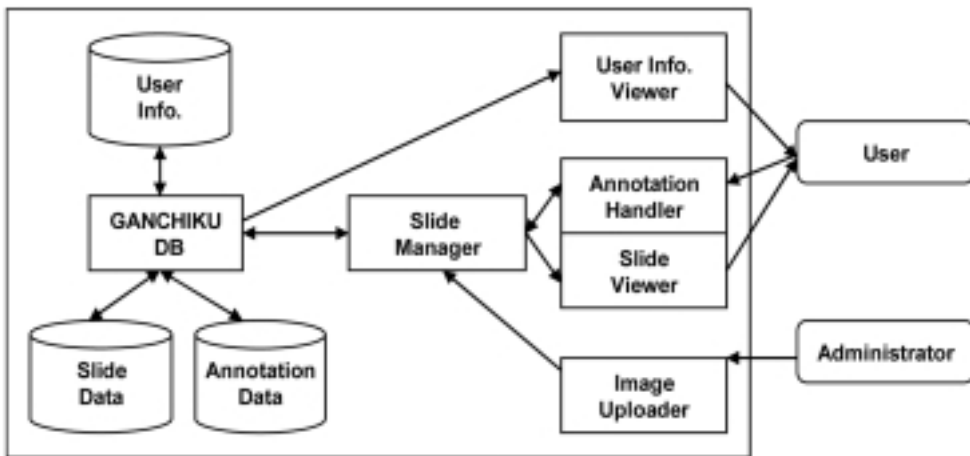 User
Info.
User Info.
Viewer
User
GANCHIKU
DB
Slide
Manager
Annotation
Handler
Slide
Viewer
Slide
Data
Annotation
Data
Image
Uploader
Administrator